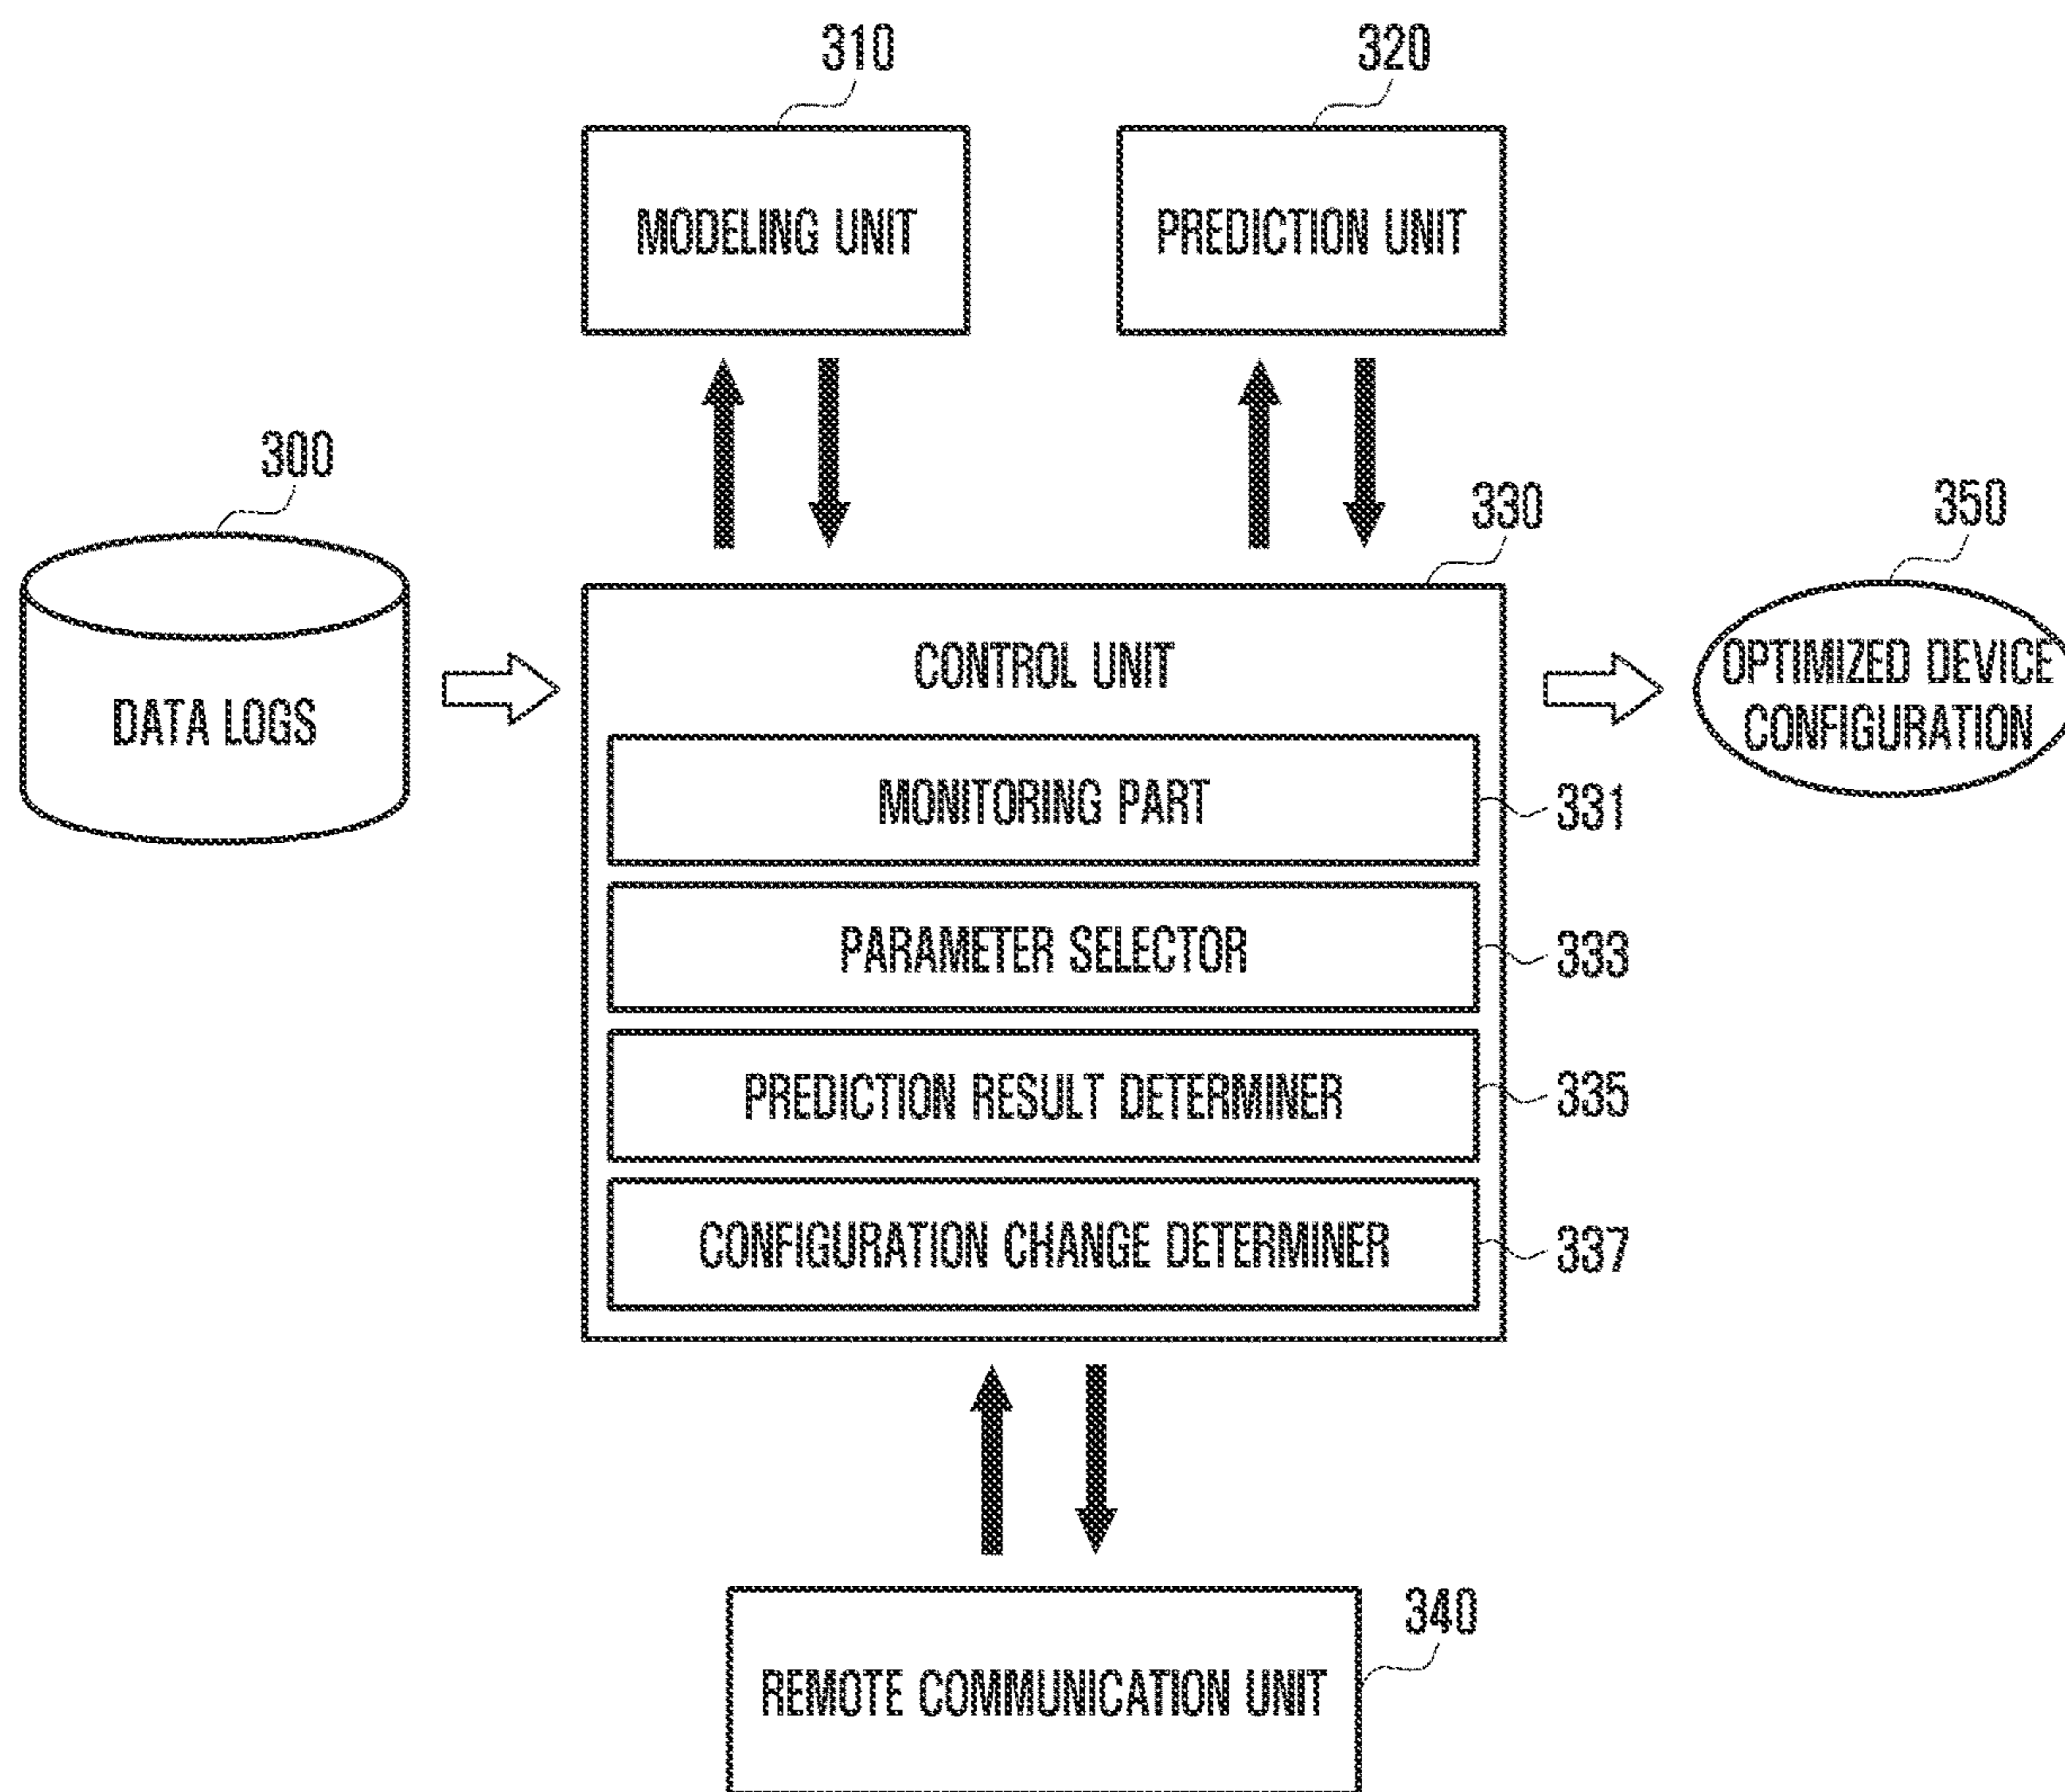 310
320
MODELING UNIT
PREDICTION UNIT
300
330
350
DATA LOGS
CONTROL UNIT
OPTIMIZED DEVICE
CONFIGURATION
MONITORING PART
331
PARAMETER SELECTOR
333
PREDICTION RESULT DETERMINER
335
CONFIGURATION CHANGE DETERMINER
337
340
REMOTE COMMUNICATION UNIT